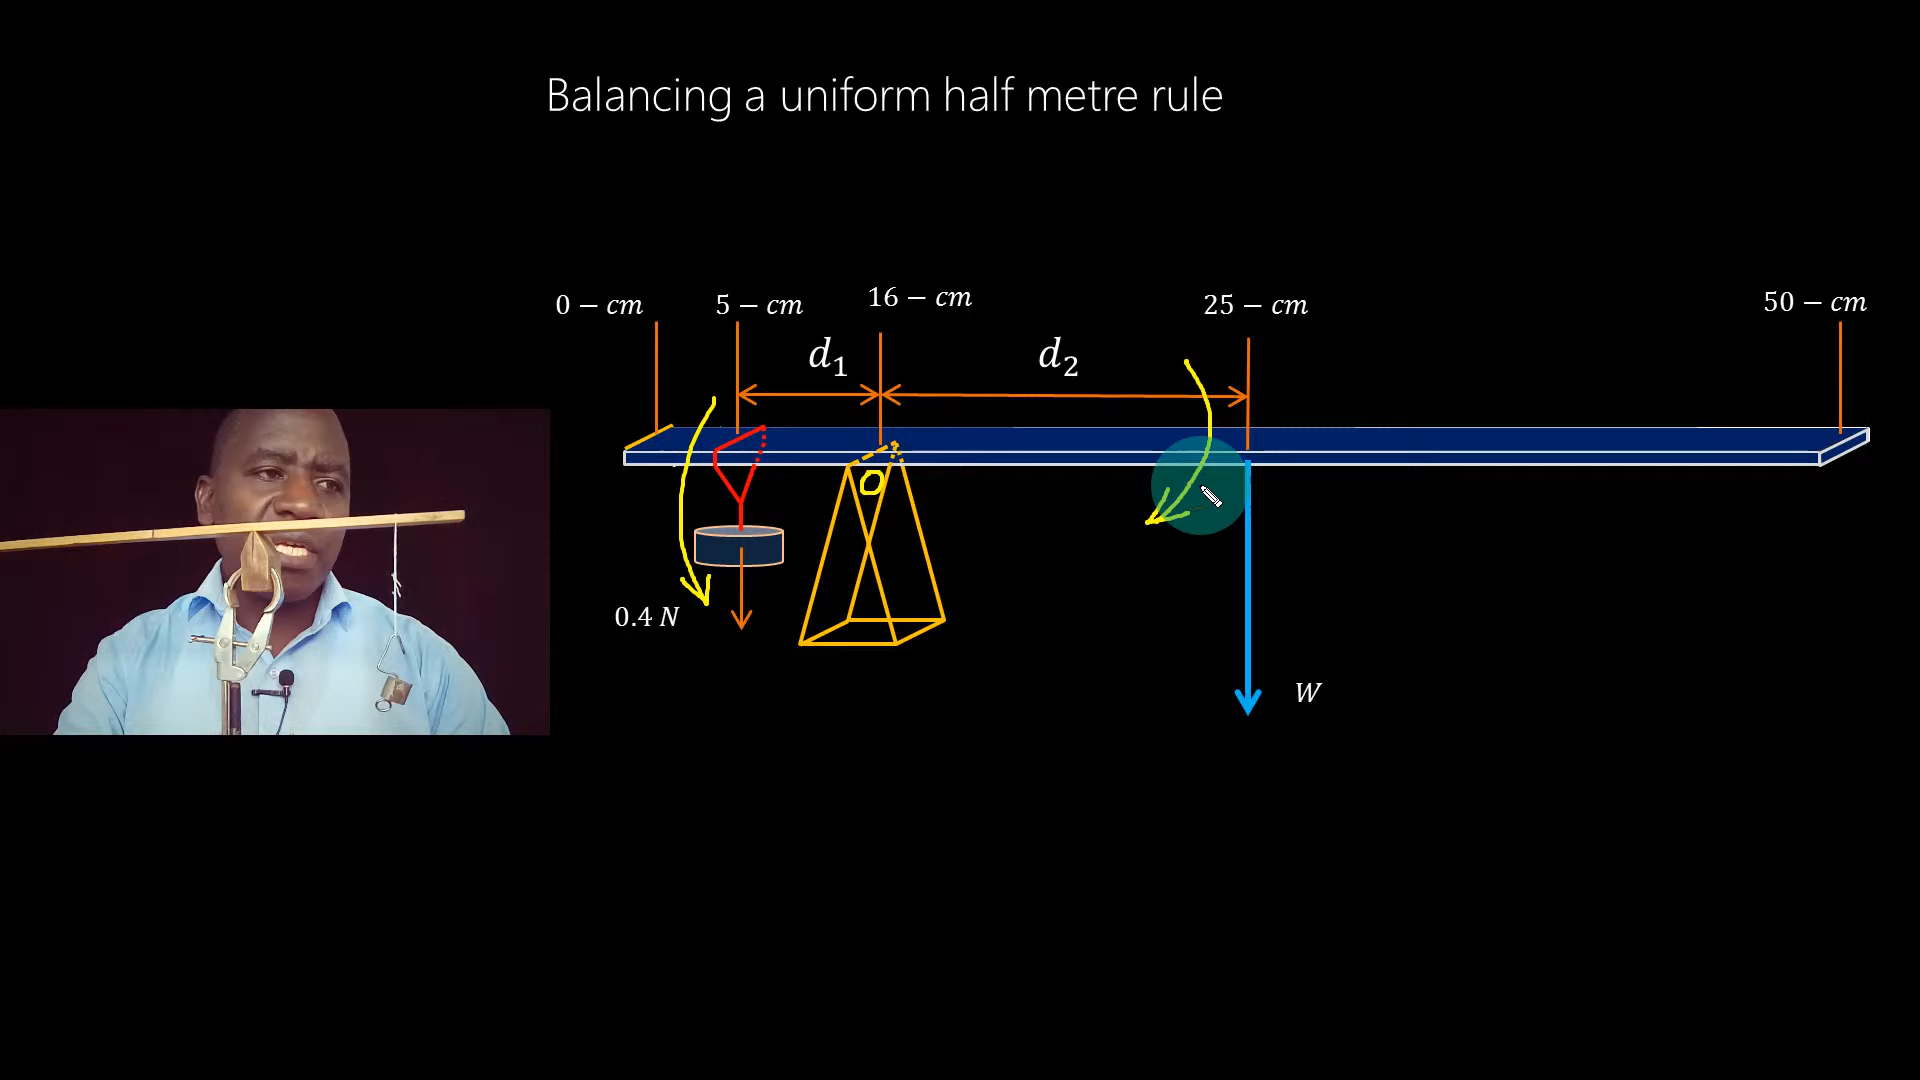 Balancing a uniform half metre rule
0 − cm
5 − cm
16 − cm
25 − cm
50 − cm
d₁
d₂
O
0.4 N
W